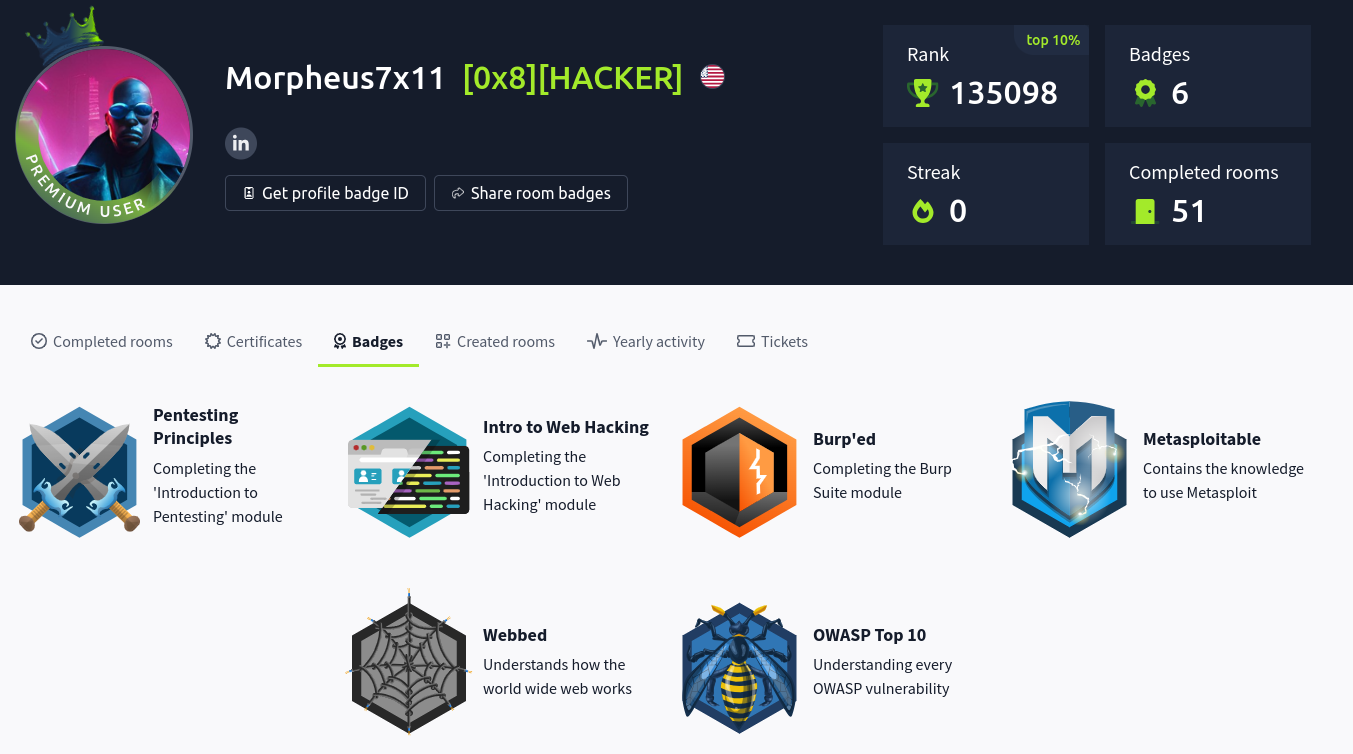 Morpheus7x11 [0x8][HACKER]
PREMIUM USER
in
Get profile badge ID
Share room badges
Rank
top 10%
135098
Badges
6
Streak
0
Completed rooms
51
Completed rooms
Certificates
Badges
Created rooms
Yearly activity
Tickets
Pentesting
Principles
Completing the
'Introduction to
Pentesting' module
Intro to Web Hacking
Completing the
'Introduction to Web
Hacking' module
Burp'ed
Completing the Burp
Suite module
Metasploitable
Contains the knowledge
to use Metasploit
Webbed
Understands how the
world wide web works
OWASP Top 10
Understanding every
OWASP vulnerability